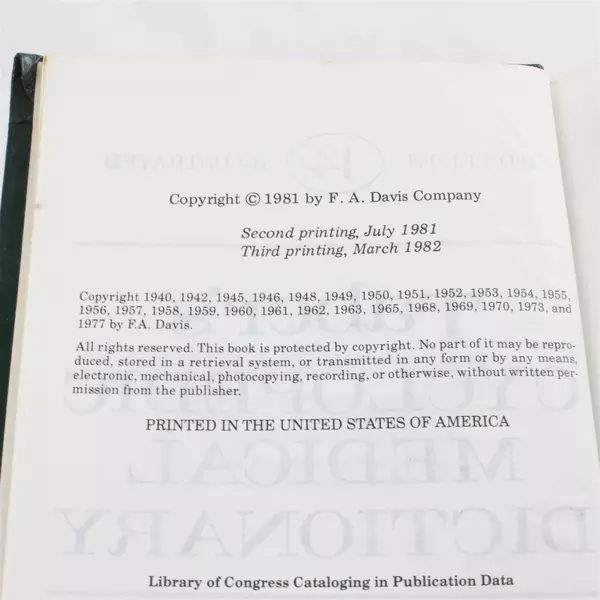 Copyright © 1981 by F. A. Davis Company
Second printing, July 1981
Third printing, March 1982
Copyright 1940, 1942, 1945, 1946, 1948, 1949, 1950, 1951, 1952, 1953, 1954, 1955,
1956, 1957, 1958, 1959, 1960, 1961, 1962, 1963, 1965, 1968, 1969, 1970, 1973, and
1977 by F.A. Davis.
All rights reserved. This book is protected by copyright. No part of it may be repro-
duced, stored in a retrieval system, or transmitted in any form or by any means,
electronic, mechanical, photocopying, recording, or otherwise, without written per-
mission from the publisher.
PRINTED IN THE UNITED STATES OF AMERICA
Library of Congress Cataloging in Publication Data